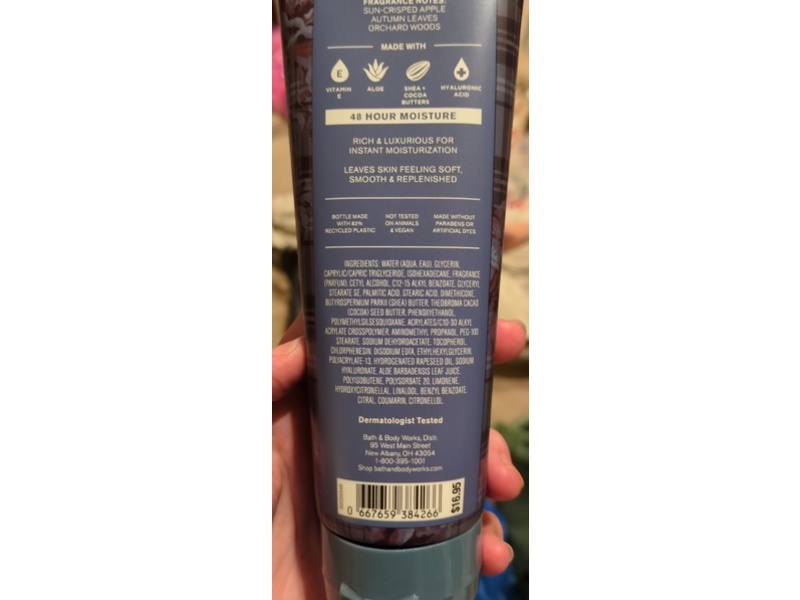 FRAGRANCE NOTES:
SUN-CRISPED APPLE
AUTUMN LEAVES
ORCHARD WOODS
MADE WITH
E
VITAMIN
E
ALOE
SHEA +
COCOA
BUTTERS
HYALURONIC
ACID
48 HOUR MOISTURE
RICH & LUXURIOUS FOR
INSTANT MOISTURIZATION
LEAVES SKIN FEELING SOFT,
SMOOTH & REPLENISHED
BOTTLE MADE
WITH 82%
RECYCLED PLASTIC
NOT TESTED
ON ANIMALS
& VEGAN
MADE WITHOUT
PARABENS OR
ARTIFICIAL DYES
INGREDIENTS: WATER (AQUA, EAU), GLYCERIN,
CAPRYLIC/CAPRIC TRIGLYCERIDE, ISOHEXADECANE, FRAGRANCE
(PARFUM), CETYL ALCOHOL, C12-15 ALKYL BENZOATE, GLYCERYL
STEARATE SE, PALMITIC ACID, STEARIC ACID, DIMETHICONE,
BUTYROSPERMUM PARKII (SHEA) BUTTER, THEOBROMA CACAO
(COCOA) SEED BUTTER, PHENOXYETHANOL,
POLYMETHYLSILSESQUIOXANE, ACRYLATES/C10-30 ALKYL
ACRYLATE CROSSPOLYMER, AMINOMETHYL PROPANOL, PEG-100
STEARATE, SODIUM DEHYDROACETATE, TOCOPHEROL,
CHLORPHENESIN, DISODIUM EDTA, ETHYLHEXYLGLYCERIN,
POLYACRYLATE-13, HYDROGENATED RAPESEED OIL, SODIUM
HYALURONATE, ALOE BARBADENSIS LEAF JUICE,
POLYISOBUTENE, POLYSORBATE 20, LIMONENE,
HYDROXYCITRONELLAL, LINALOOL, BENZYL BENZOATE,
CITRAL, COUMARIN, CITRONELLOL.
Dermatologist Tested
Bath & Body Works, Distr.
95 West Main Street
New Albany, OH 43054
1-800-395-1001
Shop bathandbodyworks.com
0 667659 384266
$16.95